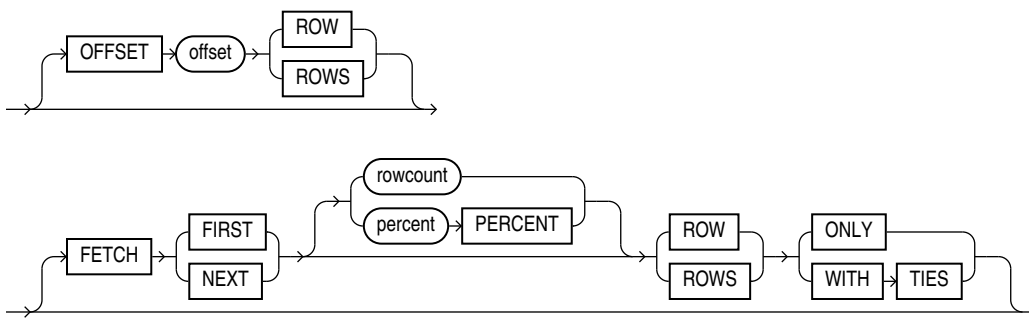 ROW
OFFSET offset
ROWS
rowcount
percent PERCENT
FIRST ROW ONLY
FETCH
NEXT ROWS WITH TIES